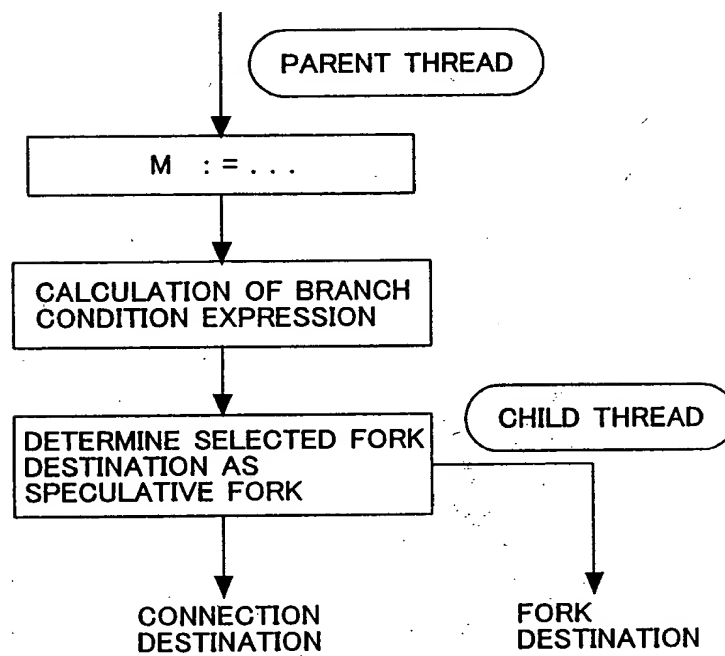 PARENT THREAD
M := . . .
CALCULATION OF BRANCH
CONDITION EXPRESSION
CHILD THREAD
DETERMINE SELECTED FORK
DESTINATION AS
SPECULATIVE FORK
CONNECTION
DESTINATION
FORK
DESTINATION